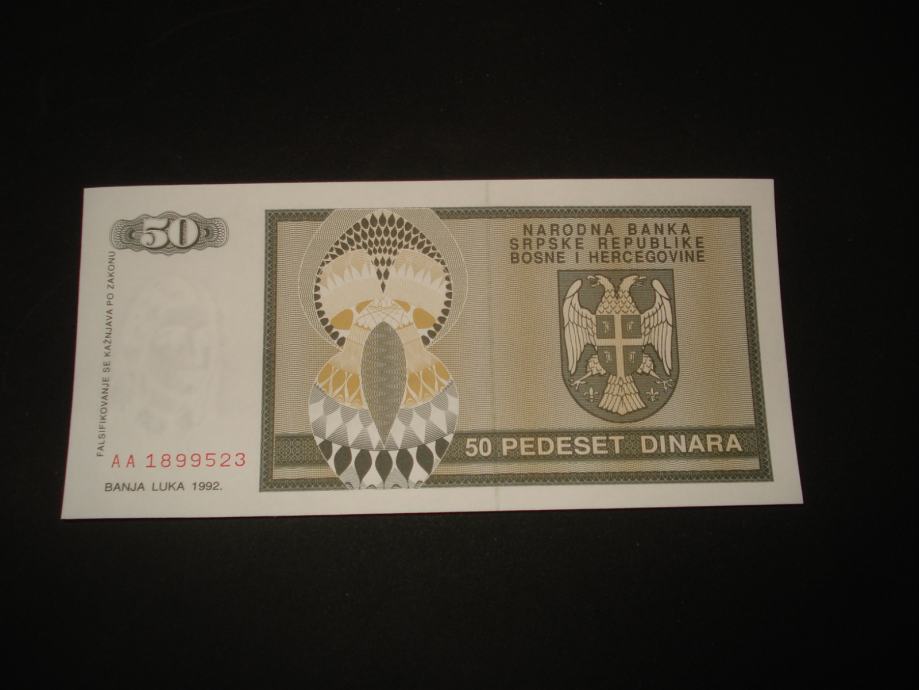 50
FALSIFIKOVANJE SE KAŽNJAVA PO ZAKONU
AA 1899523
BANJA LUKA 1992.
NARODNA BANKA
SRPSKE REPUBLIKE
BOSNE I HERCEGOVINE
50 PEDESET DINARA